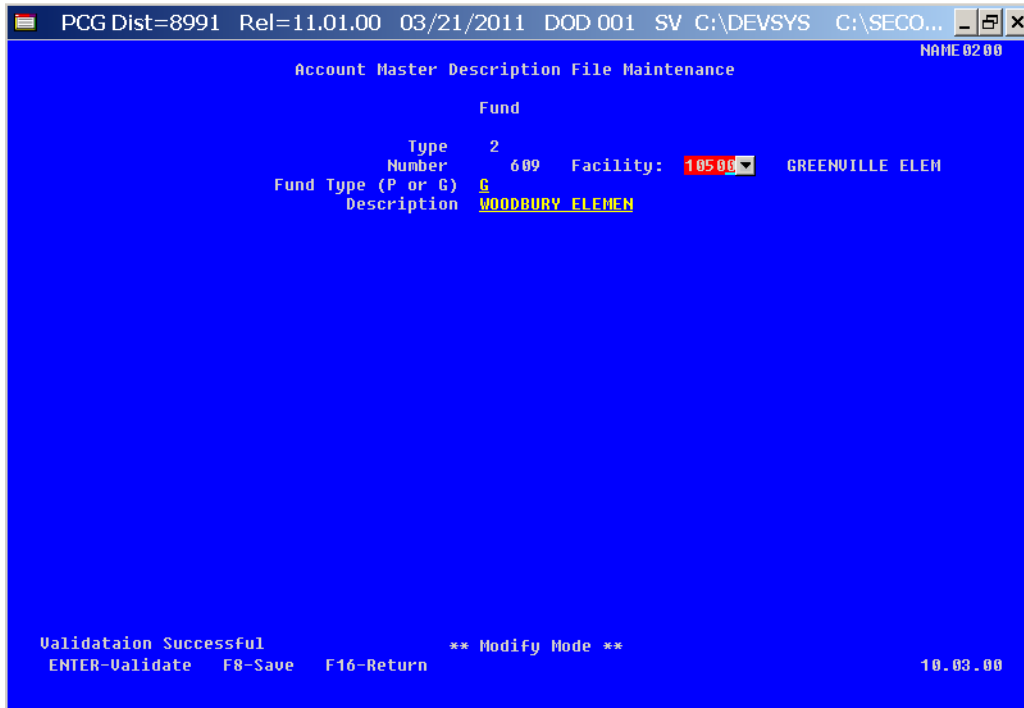 PCG Dist=8991 Rel=11.01.00 03/21/2011 DOD 001 SV C:\DEVSYS C:\SECO...
NAME0200
Account Master Description File Maintenance
Fund
Type 2
Number 609 Facility: 10500 GREENVILLE ELEM
Fund Type (P or G) G
Description WOODBURY ELEMEN
Validataion Successful ** Modify Mode **
ENTER-Validate F8-Save F16-Return 10.03.00